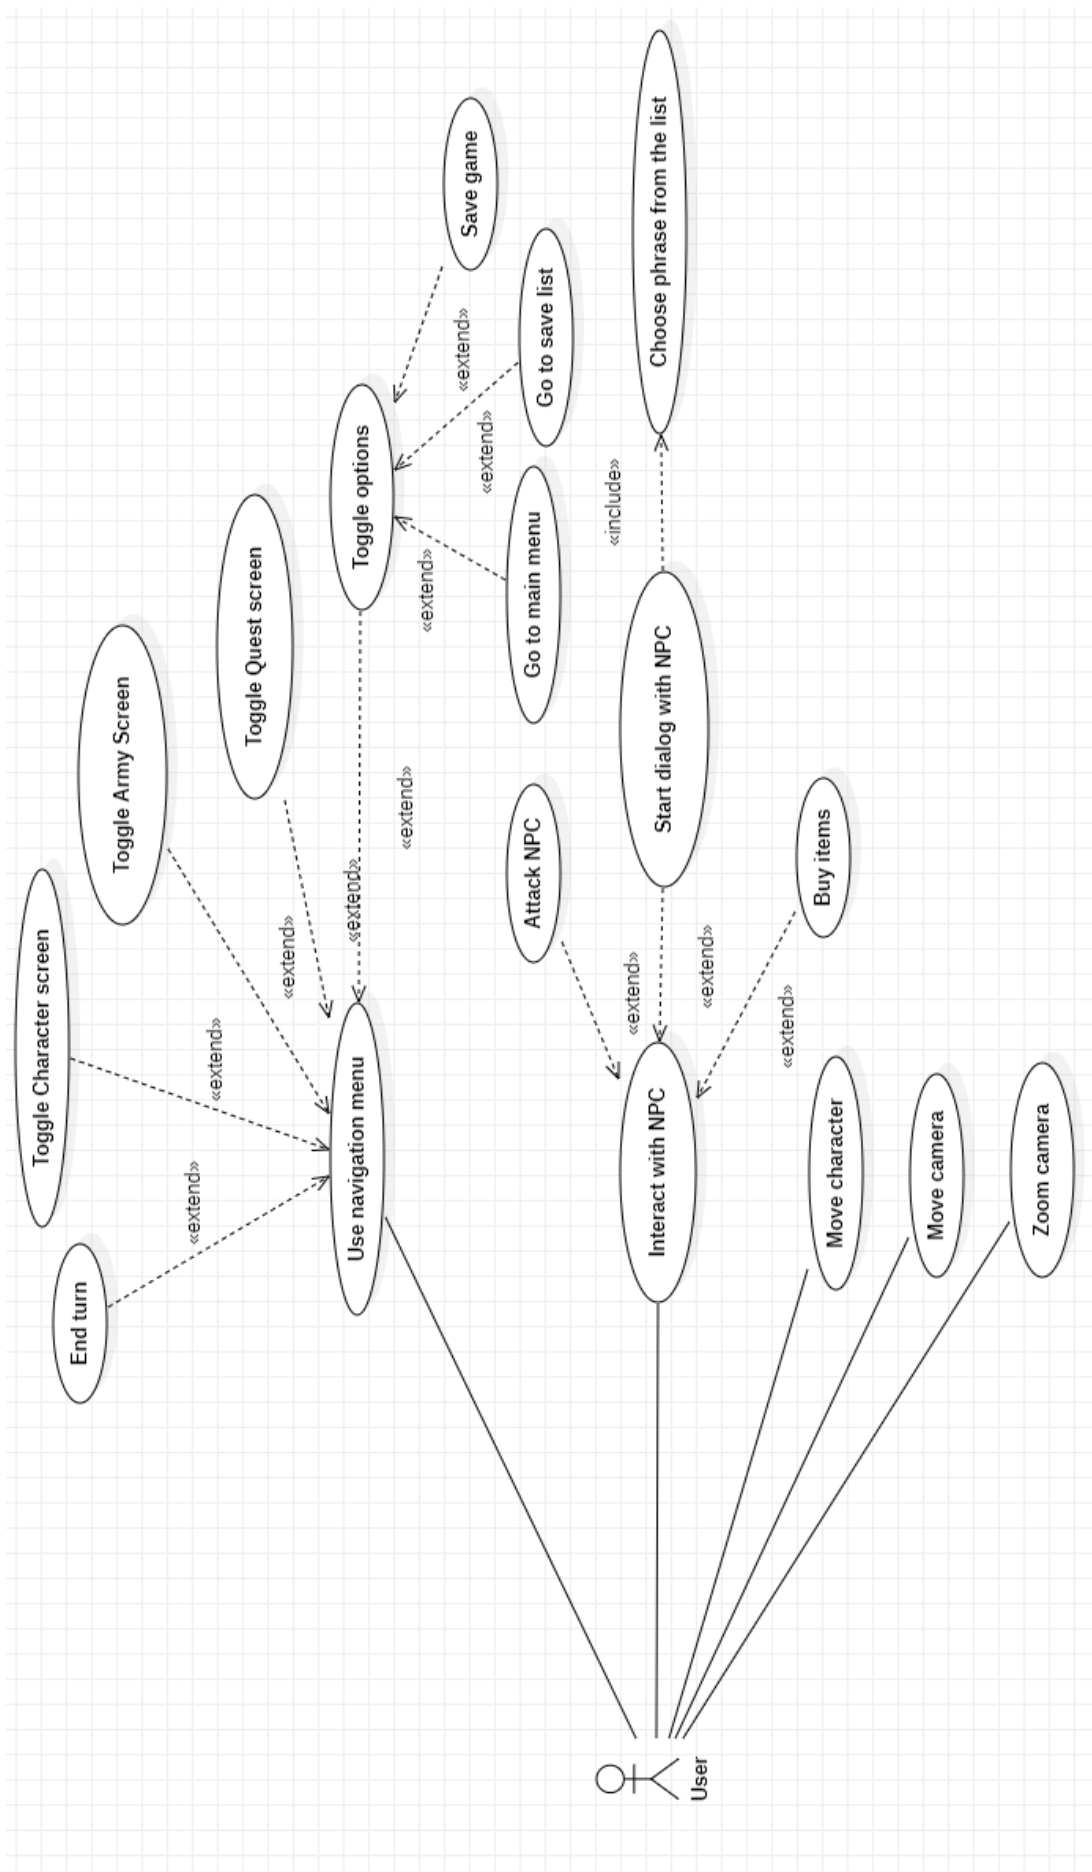 End turn
«extend»
Toggle Character screen
«extend»
Toggle Army Screen
«extend»
Toggle Quest screen
«extend»
Use navigation menu
«extend»
Toggle options
«extend»
Save game
«extend»
Go to save list
«extend»
Go to main menu
«extend»
Attack NPC
«extend»
Interact with NPC
«extend»
Start dialog with NPC
«include»
Choose phrase from the list
Buy items
«extend»
Move character
Move camera
Zoom camera
User